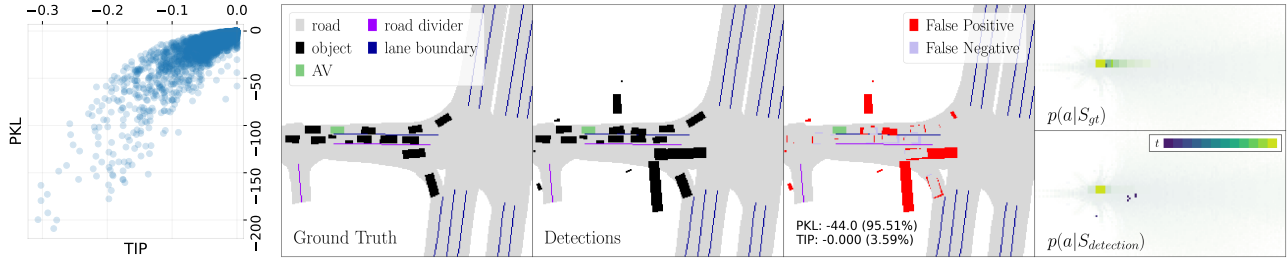 −0.3 −0.2 −0.1 0.0
0
−50
−100
−150
−200
PKL
TIP
road
object
AV
road divider
lane boundary
Ground Truth
Detections
False Positive
False Negative
PKL: -44.0 (95.51%)
TIP: -0.000 (3.59%)
p(a|S_gt)
t
p(a|S_detection)